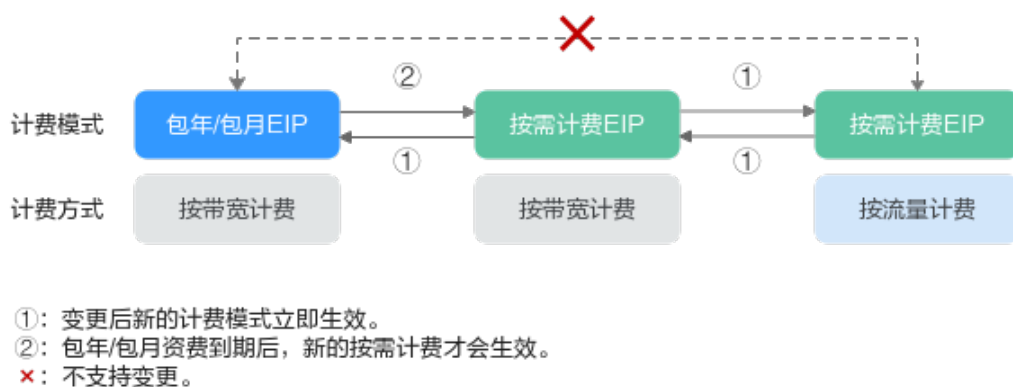 ② ①
计费模式 包年/包月EIP 按需计费EIP 按需计费EIP
① ①
计费方式 按带宽计费 按带宽计费 按流量计费
①：变更后新的计费模式立即生效。
②：包年/包月资费到期后，新的按需计费才会生效。
×：不支持变更。